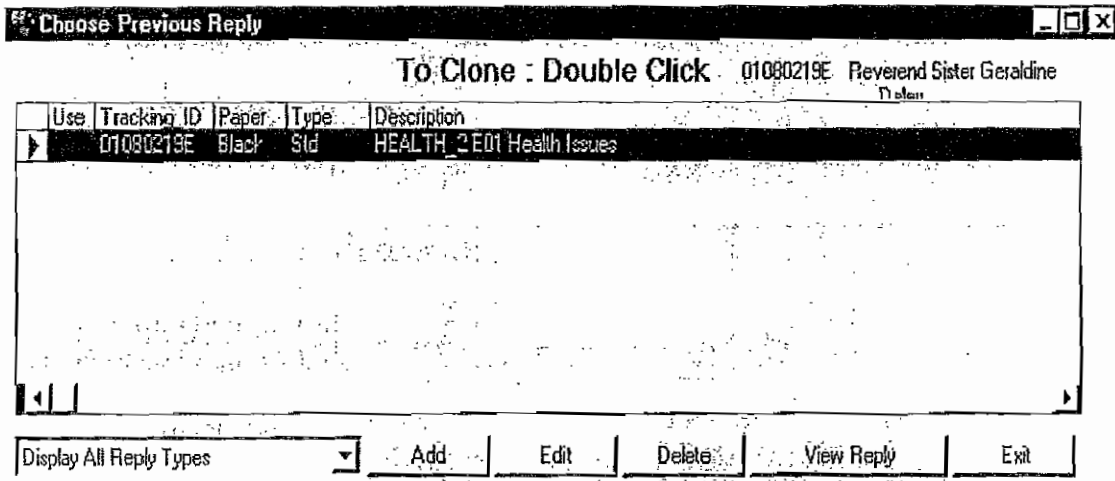 Choose Previous Reply
To Clone : Double Click 01080219E Reverend Sister Geraldine
Use Tracking ID Paper Type Description
01080219E Black Std HEALTH_2 E01 Health Issues
Display All Reply Types Add Edit Delete View Reply Exit